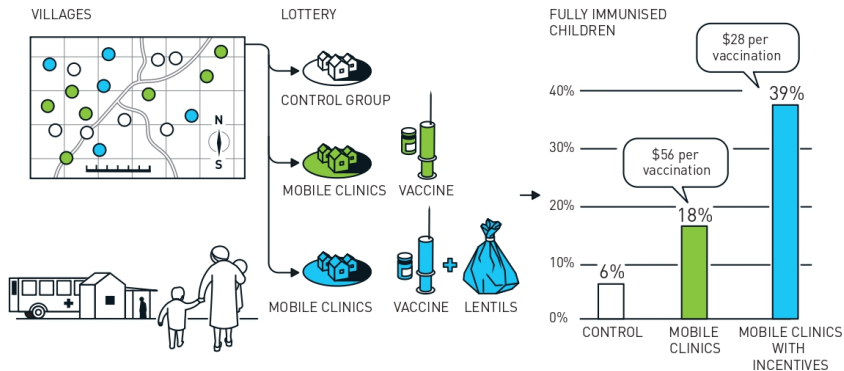 VILLAGES
N
S
LOTTERY
CONTROL GROUP
MOBILE CLINICS
VACCINE
MOBILE CLINICS
VACCINE
LENTILS
FULLY IMMUNISED
CHILDREN
$28 per
vaccination
$56 per
vaccination
40%
30%
20%
10%
0%
6%
18%
39%
CONTROL
MOBILE
CLINICS
MOBILE CLINICS
WITH
INCENTIVES